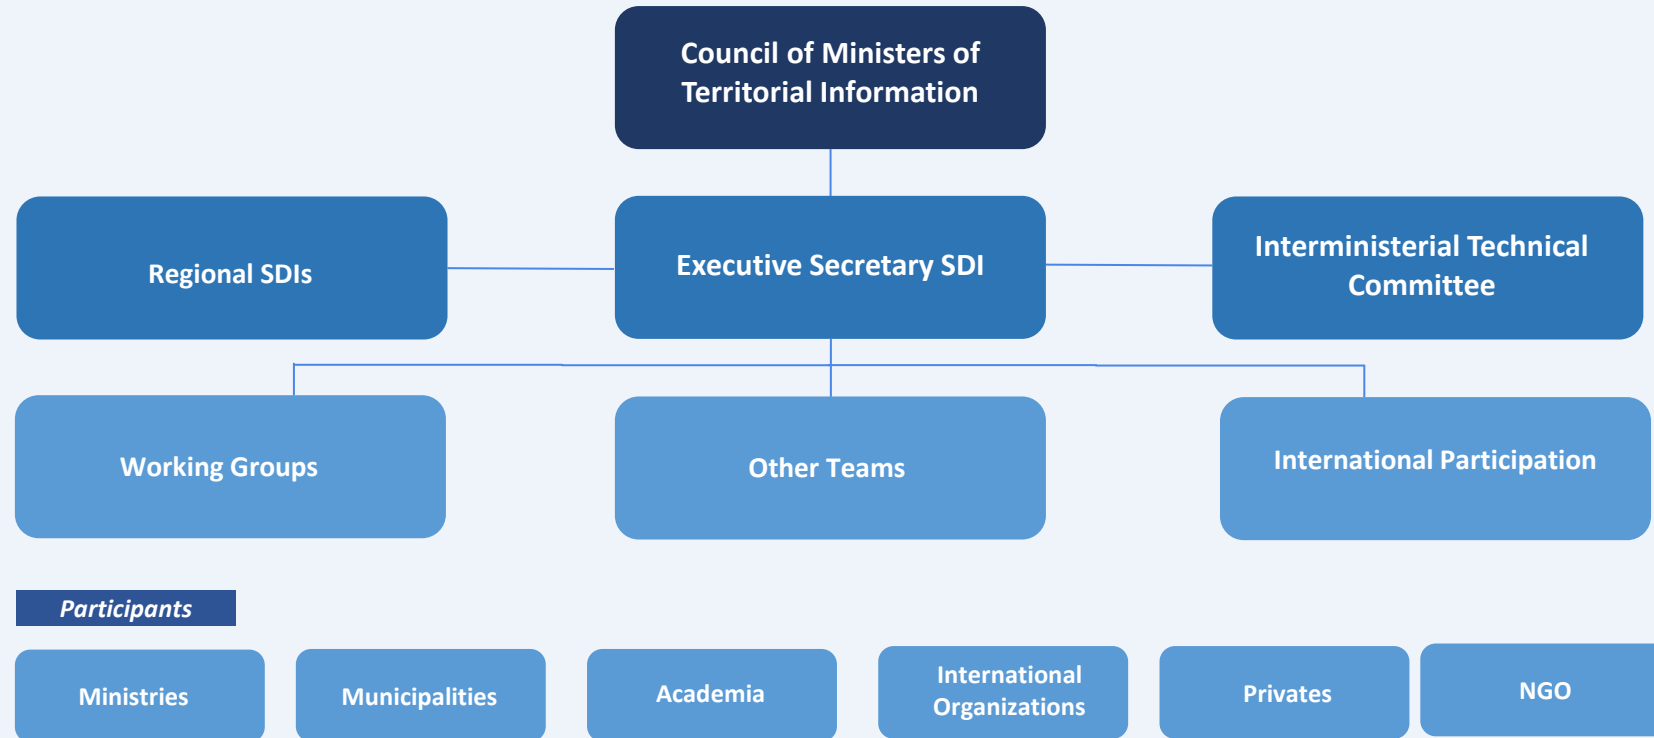 Council of Ministers of
Territorial Information
Regional SDIs
Executive Secretary SDI
Interministerial Technical
Committee
Working Groups
Other Teams
International Participation
Participants
Ministries
Municipalities
Academia
International
Organizations
Privates
NGO